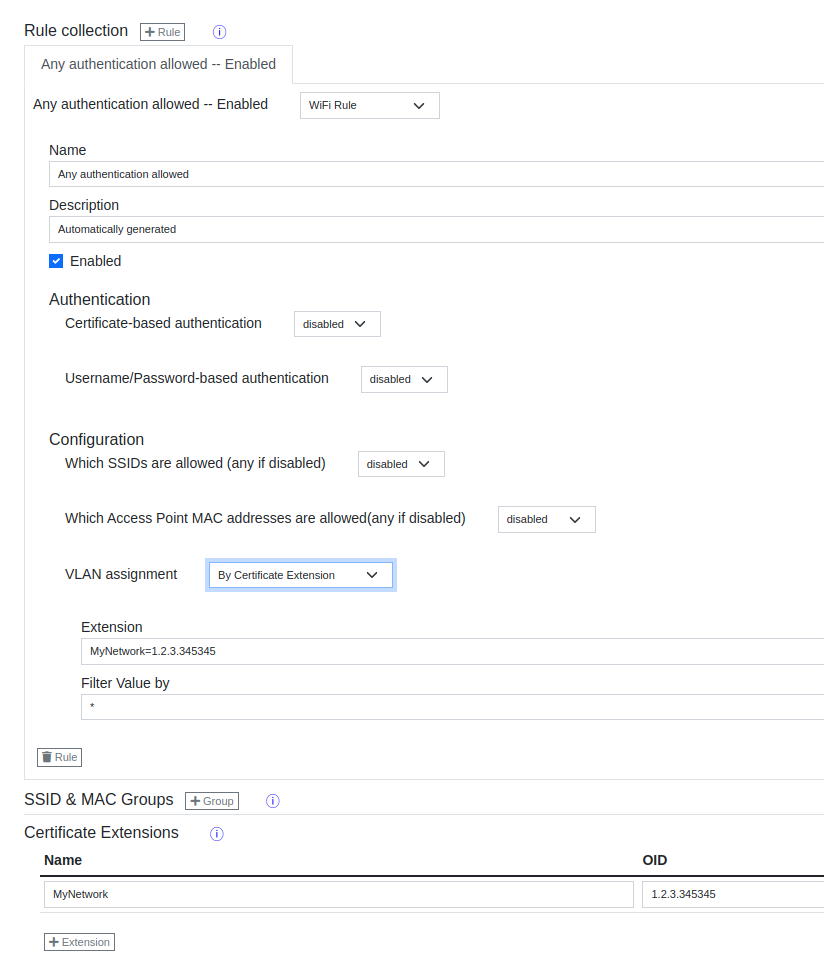 Rule collection + Rule i
Any authentication allowed -- Enabled
Any authentication allowed -- Enabled WiFi Rule
Name
Any authentication allowed
Description
Automatically generated
Enabled
Authentication
Certificate-based authentication disabled
Username/Password-based authentication disabled
Configuration
Which SSIDs are allowed (any if disabled) disabled
Which Access Point MAC addresses are allowed(any if disabled) disabled
VLAN assignment By Certificate Extension
Extension
MyNetwork=1.2.3.345345
Filter Value by
*
Rule
SSID & MAC Groups + Group i
Certificate Extensions i
Name OID
MyNetwork 1.2.3.345345
+ Extension